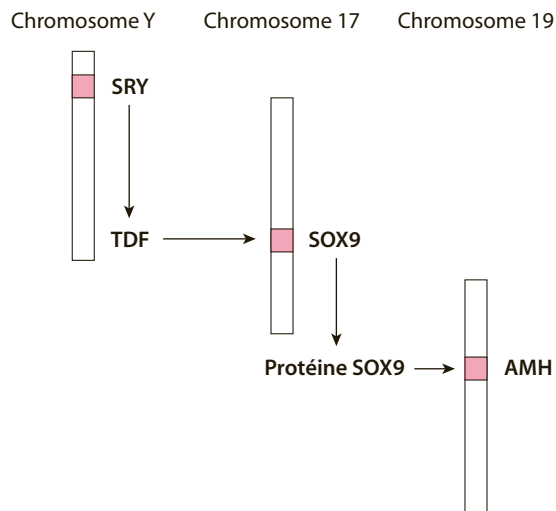 Chromosome Y
Chromosome 17
Chromosome 19
SRY
TDF
SOX9
Protéine SOX9
AMH